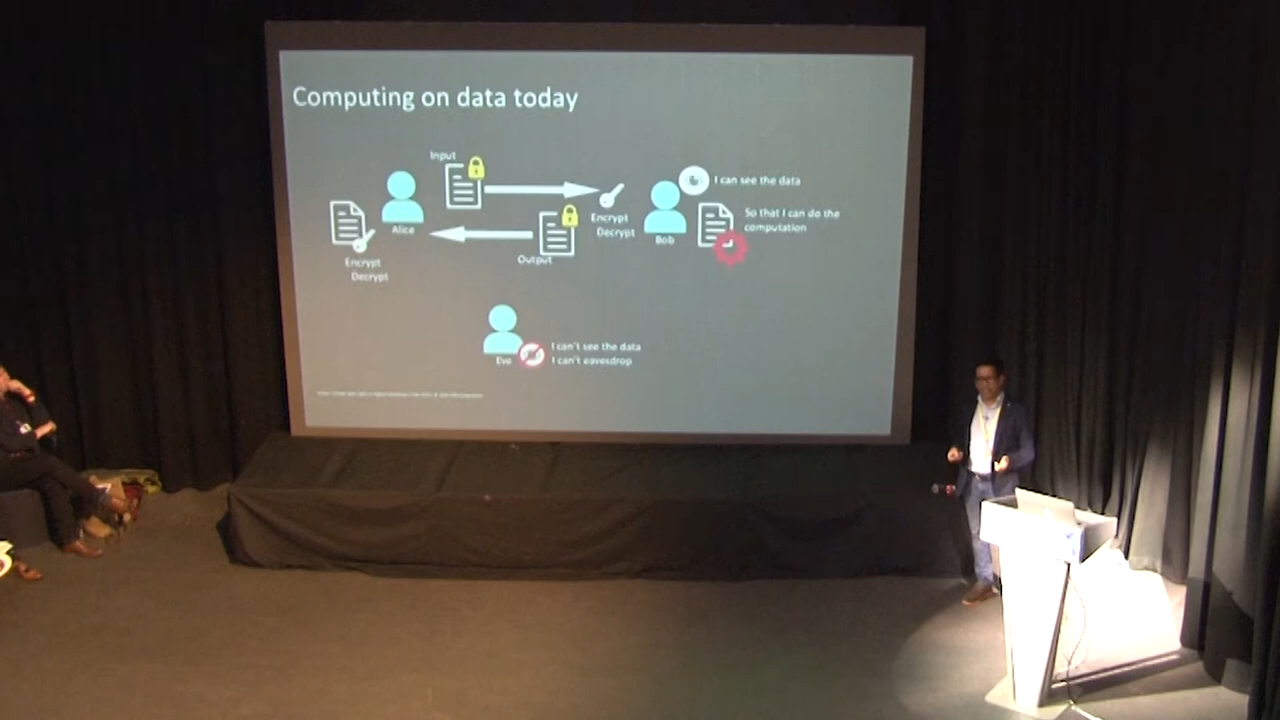 Computing on data today
Input
I can see the data
Alice
Encrypt
Decrypt
Bob
So that I can do the
computation
Output
Encrypt
Decrypt
Eve
I can't see the data
I can't eavesdrop